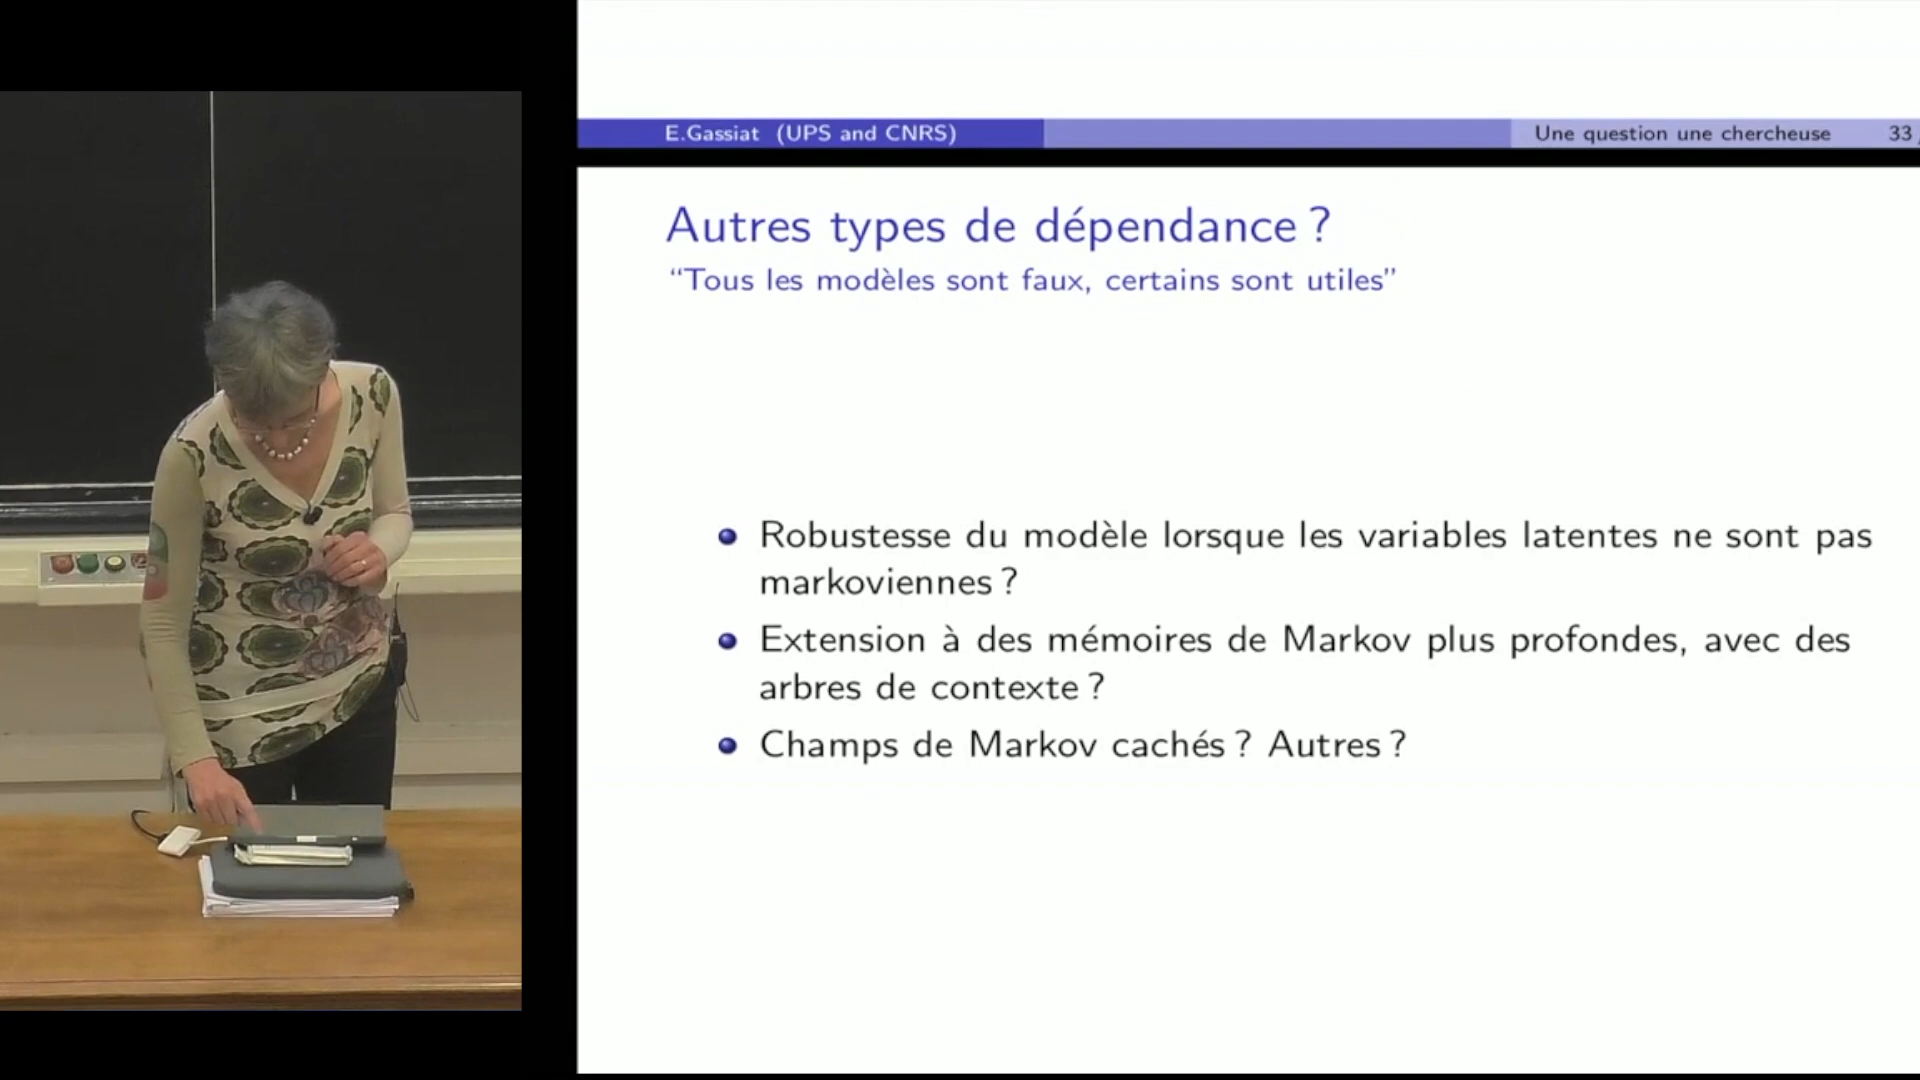 E.Gassiat (UPS and CNRS)
Une question une chercheuse
33
Autres types de dépendance ?
“Tous les modèles sont faux, certains sont utiles”
Robustesse du modèle lorsque les variables latentes ne sont pas
markoviennes ?
Extension à des mémoires de Markov plus profondes, avec des
arbres de contexte ?
Champs de Markov cachés ? Autres ?